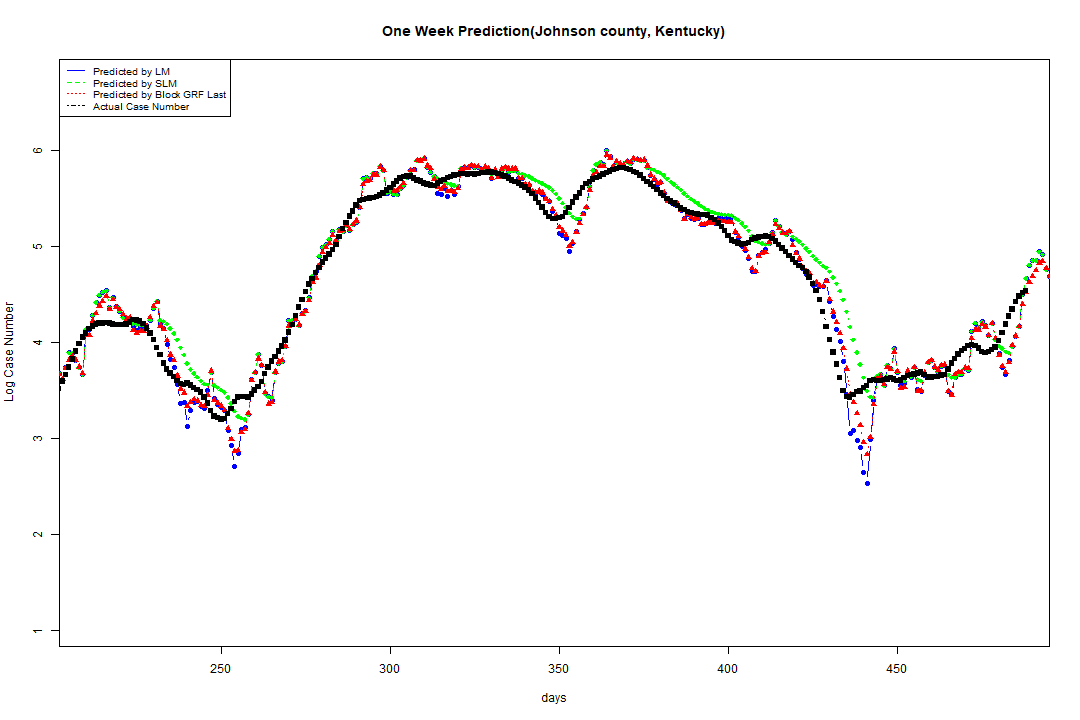 One Week Prediction(Johnson county, Kentucky)
Predicted by LM
Predicted by SLM
Predicted by Block GRF Last
Actual Case Number
6
5
4
3
2
1
Log Case Number
250 300 350 400 450
days